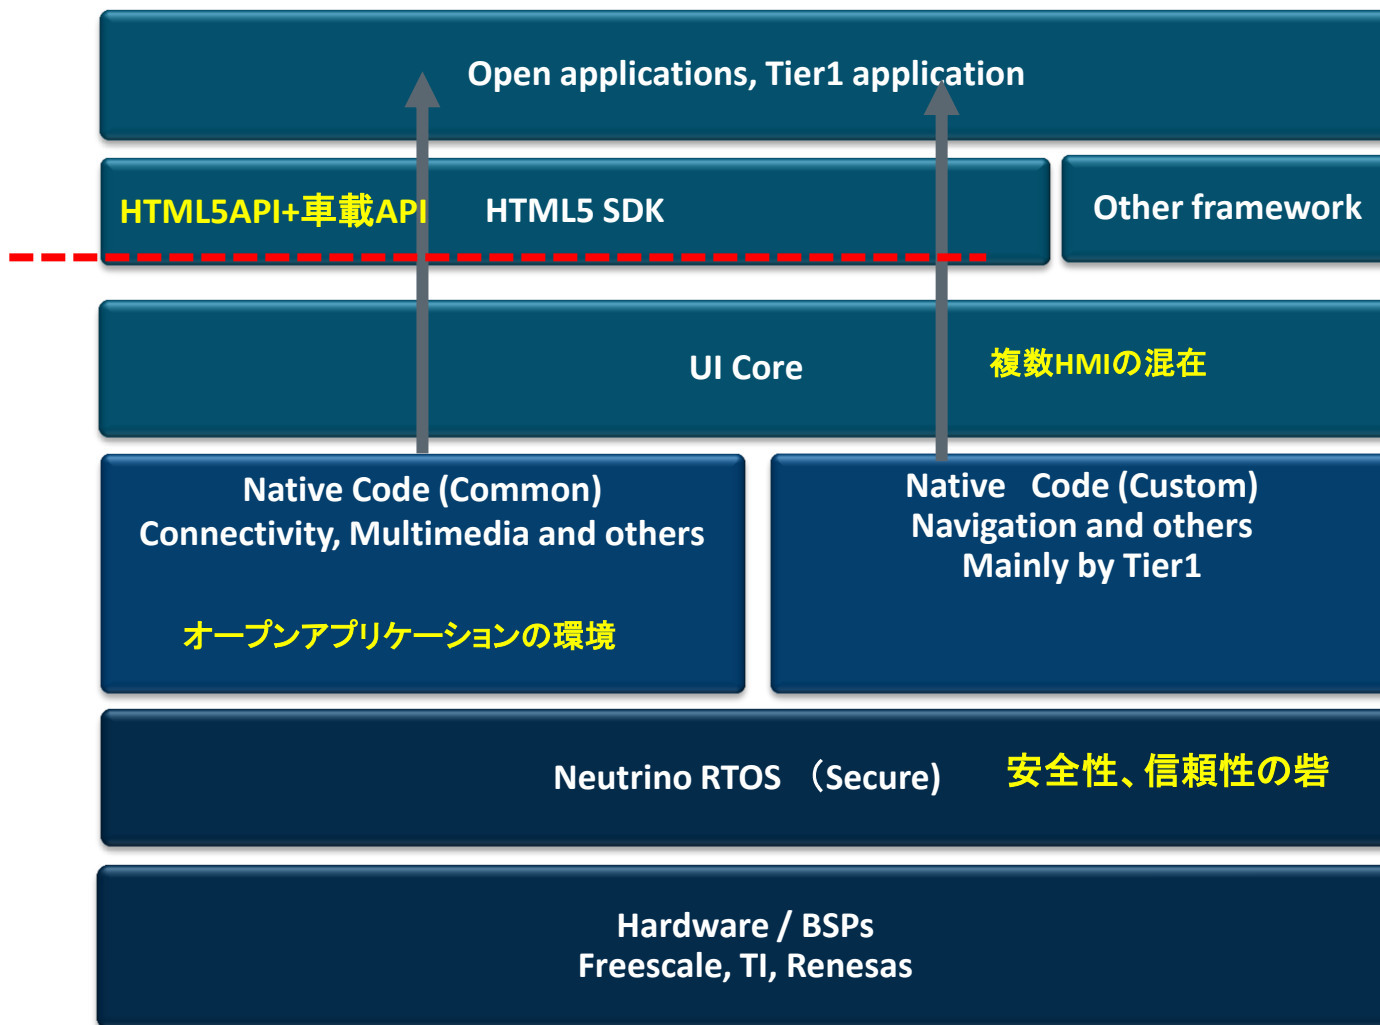 Open applications, Tier1 application
HTML5API+車載API HTML5 SDK
Other framework
UI Core 複数HMIの混在
Native Code (Common)
Connectivity, Multimedia and others
オープンアプリケーションの環境
Native Code (Custom)
Navigation and others
Mainly by Tier1
Neutrino RTOS （Secure) 安全性、信頼性の砦
Hardware / BSPs
Freescale, TI, Renesas